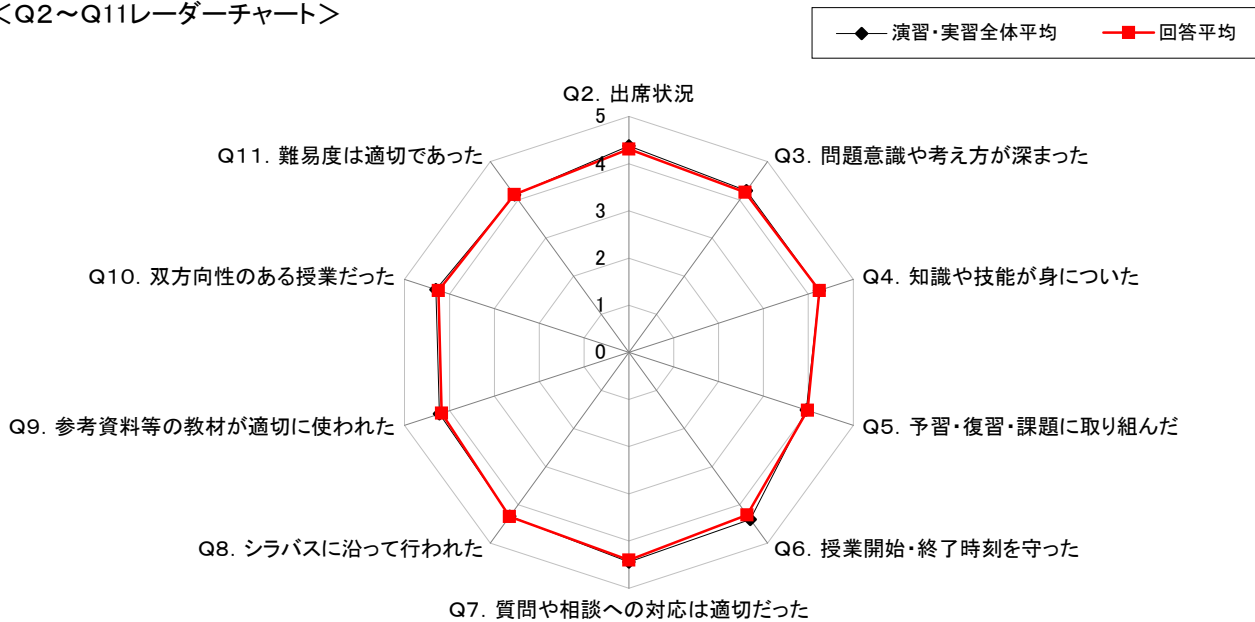 ＜Q2～Q11レーダーチャート＞
演習・実習全体平均
回答平均
Q2. 出席状況
Q3. 問題意識や考え方が深まった
Q4. 知識や技能が身についた
Q5. 予習・復習・課題に取り組んだ
Q6. 授業開始・終了時刻を守った
Q7. 質問や相談への対応は適切だった
Q8. シラバスに沿って行われた
Q9. 参考資料等の教材が適切に使われた
Q10. 双方向性のある授業だった
Q11. 難易度は適切であった
5
4
3
2
1
0